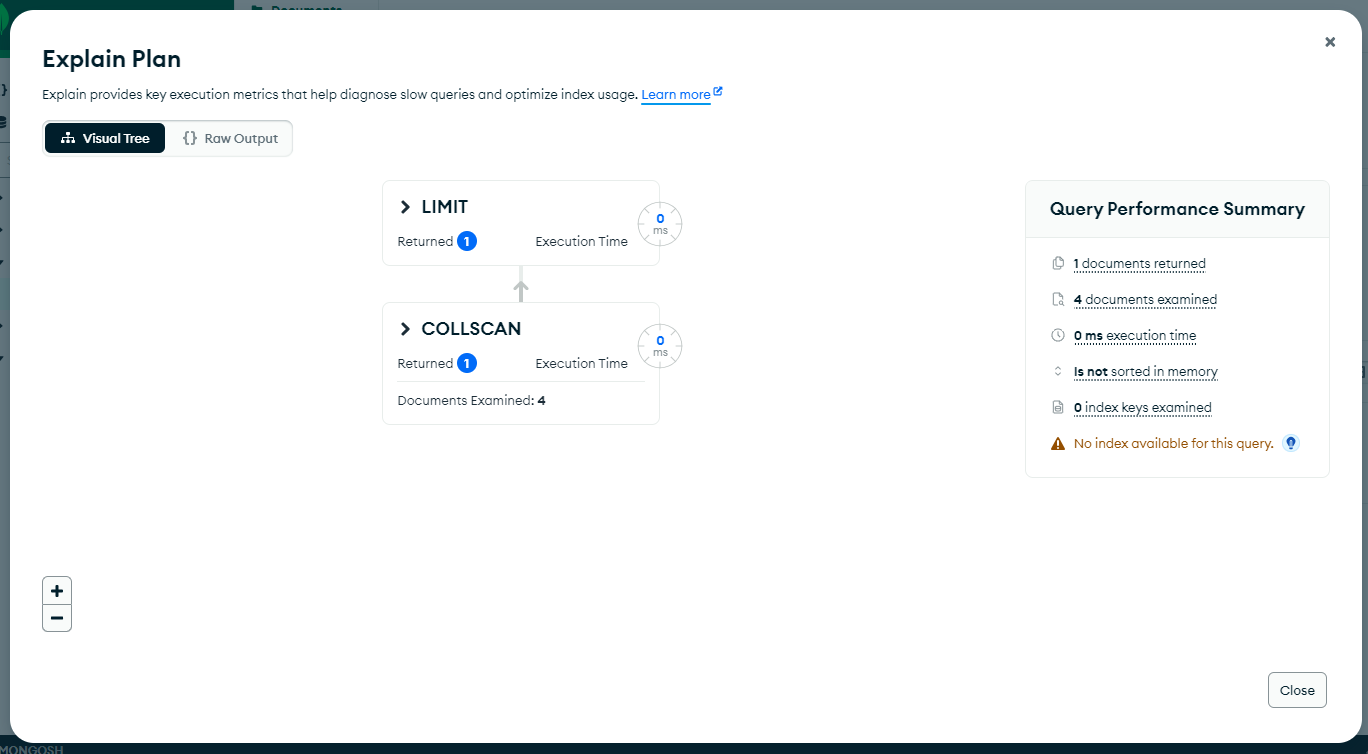 Documents
Explain Plan
Explain provides key execution metrics that help diagnose slow queries and optimize index usage. Learn more
Visual Tree
{} Raw Output
LIMIT
Returned 1 Execution Time 0 ms
COLLSCAN
Returned 1 Execution Time 0 ms
Documents Examined: 4
Query Performance Summary
1 documents returned
4 documents examined
0 ms execution time
Is not sorted in memory
0 index keys examined
No index available for this query.
+
−
Close
MONGOSH